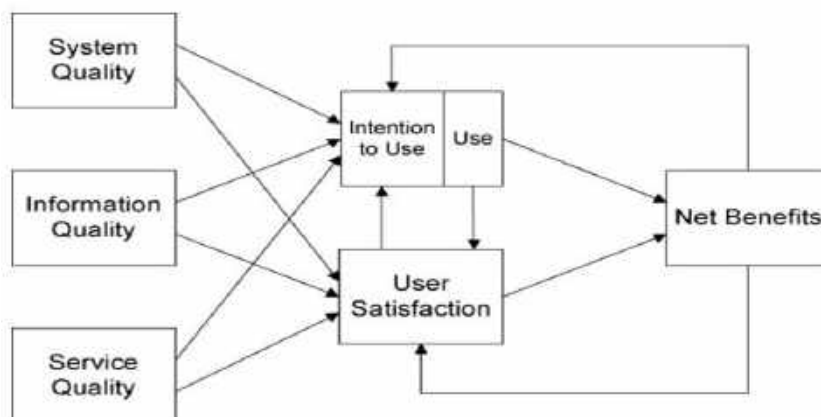 System
Quality
Intention
to Use
Use
Information
Quality
Net Benefits
User
Satisfaction
Service
Quality